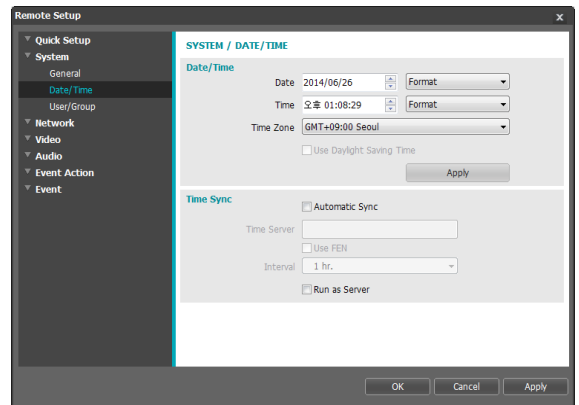 Remote Setup
x
Quick Setup
System
General
Date/Time
User/Group
Network
Video
Audio
Event Action
Event
SYSTEM / DATE/TIME
Date/Time
Date 2014/06/26 Format
Time 오후 01:08:29 Format
Time Zone GMT+09:00 Seoul
Use Daylight Saving Time
Apply
Time Sync
Automatic Sync
Time Server
Use FEN
Interval 1 hr.
Run as Server
OK Cancel Apply